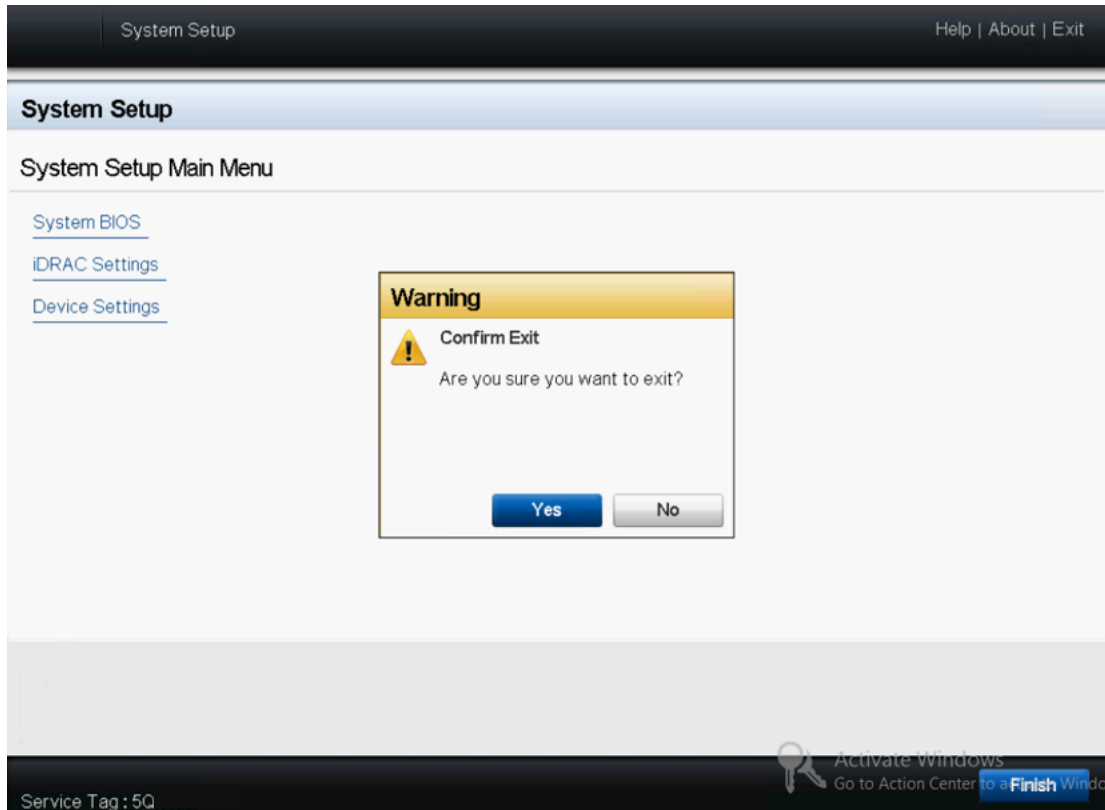 System Setup
Help | About | Exit
System Setup
System Setup Main Menu
System BIOS
iDRAC Settings
Device Settings
Warning
Confirm Exit
Are you sure you want to exit?
Yes
No
Activate Windows
Go to Action Center to a
Finish
Service Tag : 5Q